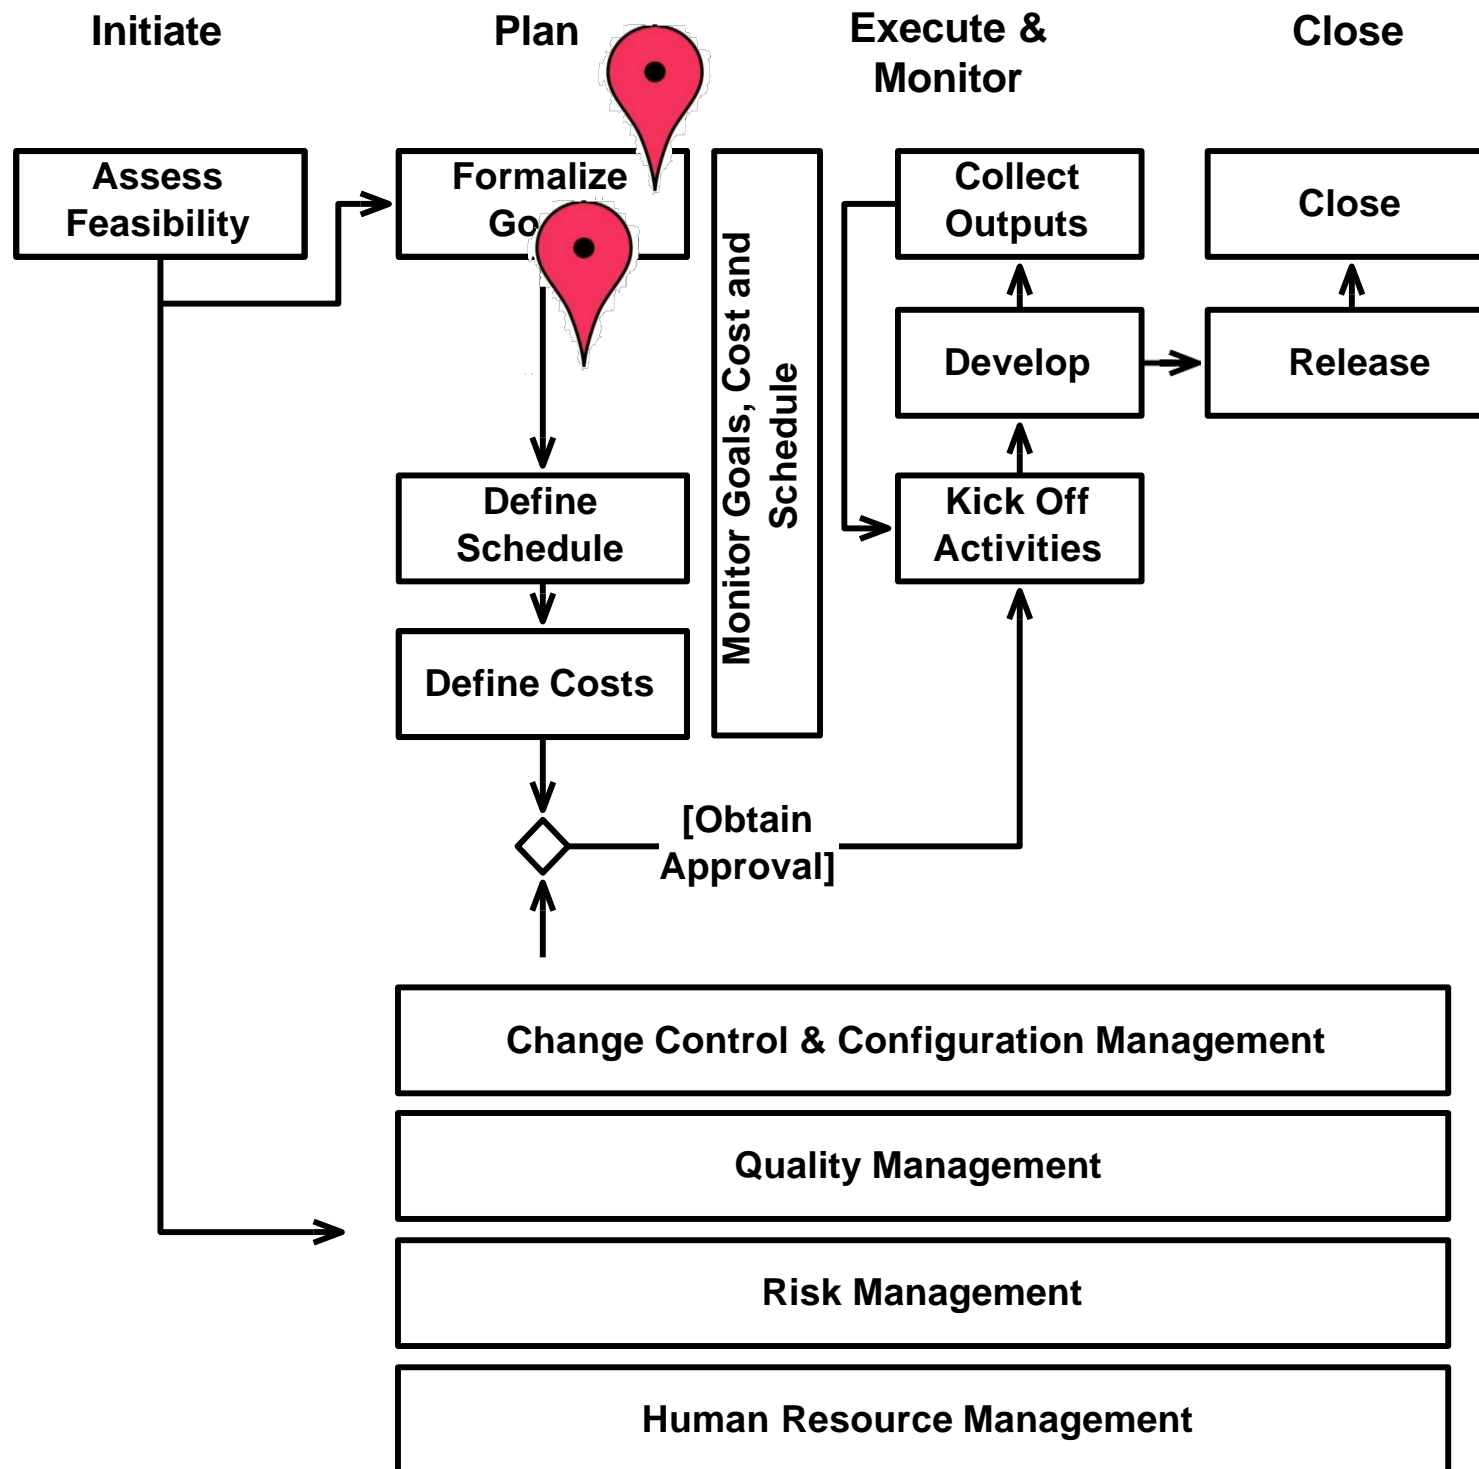 Initiate
Plan
Execute &
Monitor
Close
Assess
Feasibility
Formalize
Collect
Outputs
Close
Monitor Goals, Cost and
Schedule
Develop
Release
Define
Schedule
Kick Off
Activities
Define Costs
[Obtain
Approval]
Change Control & Configuration Management
Quality Management
Risk Management
Human Resource Management